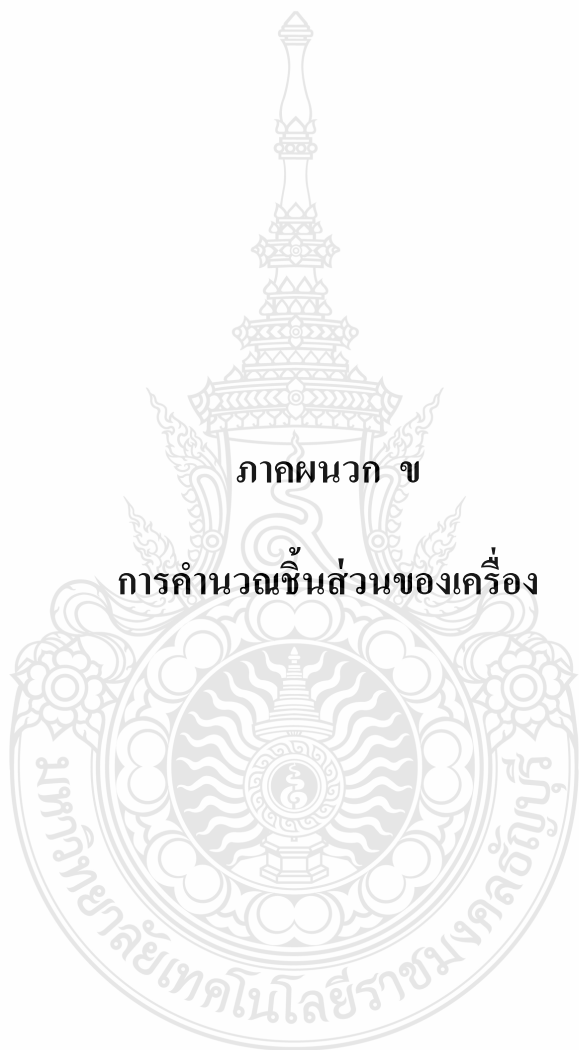 ภาคผนวก ข
การคำนวณชิ้นส่วนของเครื่อง
มหาวิทยาลัยเทคโนโลยีราชมงคลธัญบุรี